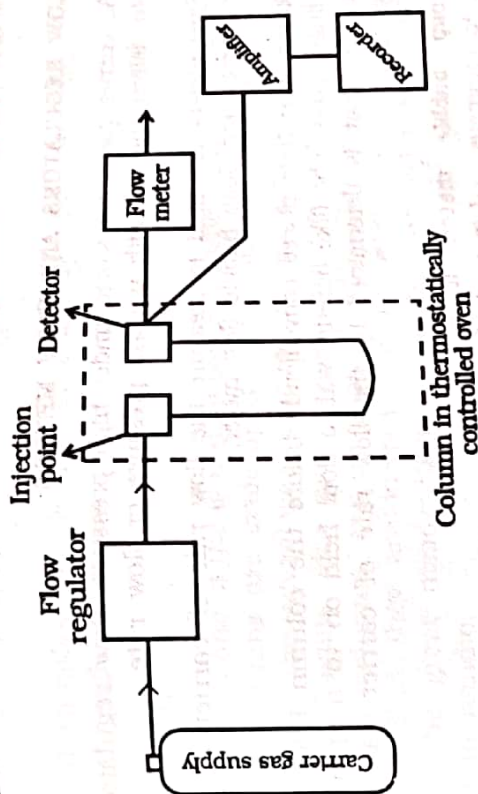 Carrier gas supply
Flow
regulator
Injection
point
Detector
Flow
meter
Amplifier
Recorder
Column in thermostatically
controlled oven